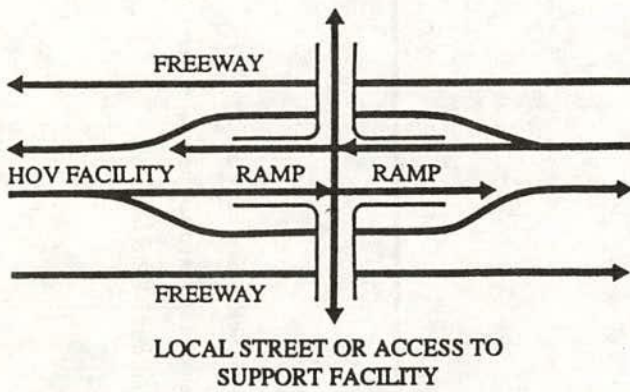 FREEWAY
HOV FACILITY RAMP RAMP
FREEWAY
LOCAL STREET OR ACCESS TO
SUPPORT FACILITY